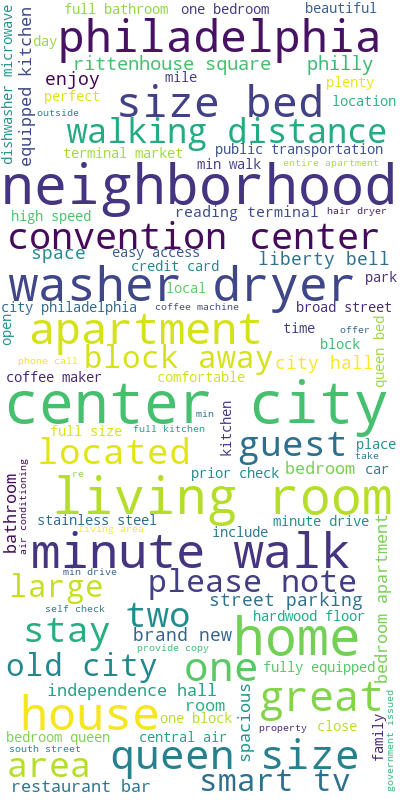 full bathroom
one bedroom
beautiful
dishwasher microwave
equipped kitchen
day
philadelphia
rittenhouse square
philly
enjoy
mile
plenty
perfect
outside
size bed
location
walking distance
terminal market
public transportation
min walk
entire apartment
neighborhood
high speed
reading terminal
hair dryer
convention center
space
easy access
liberty bell
credit card
park
washer dryer
local
city philadelphia
coffee machine
broad street
open
apartment
time
offer
queen bed
block
phone call
block away
city hall
coffee maker
comfortable
center city
min
full size
full kitchen
kitchen
guest
place
located
take
prior check
bedroom
car
bathroom
air conditioning
re
living room
stainless steel
living area
include
minute drive
bedroom apartment
minute walk
min drive
large
please note
self check
two
street parking
hardwood floor
stay
brand new
home
provide copy
old city
one
fully equipped
independence hall
room
spacious
great
government issued
house
one block
property
close
family
bedroom queen
central air
south street
queen size
area
restaurant bar
smart tv